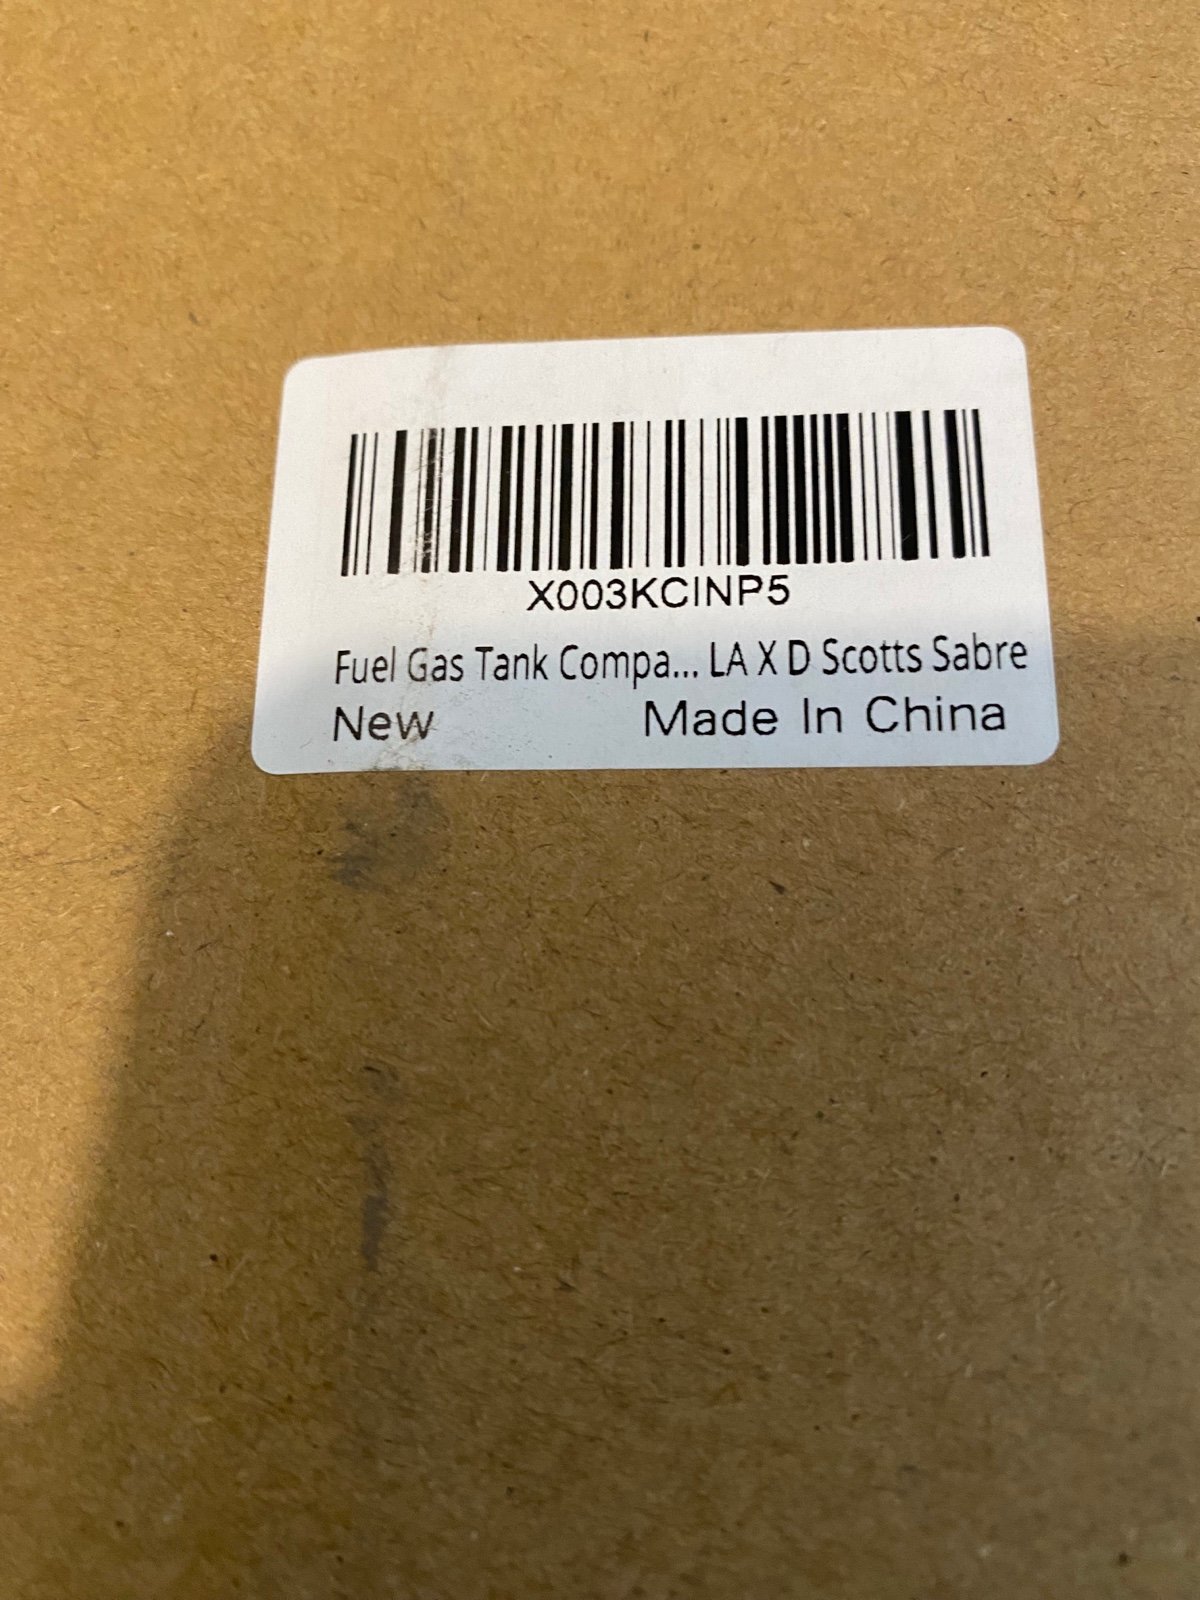 X003KCINP5
Fuel Gas Tank Compa... LA X D Scotts Sabre
New Made In China